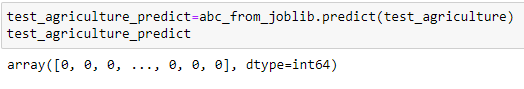 test_agriculture_predict=abc_from_joblib.predict(test_agriculture)
test_agriculture_predict
array([0, 0, 0, ..., 0, 0, 0], dtype=int64)